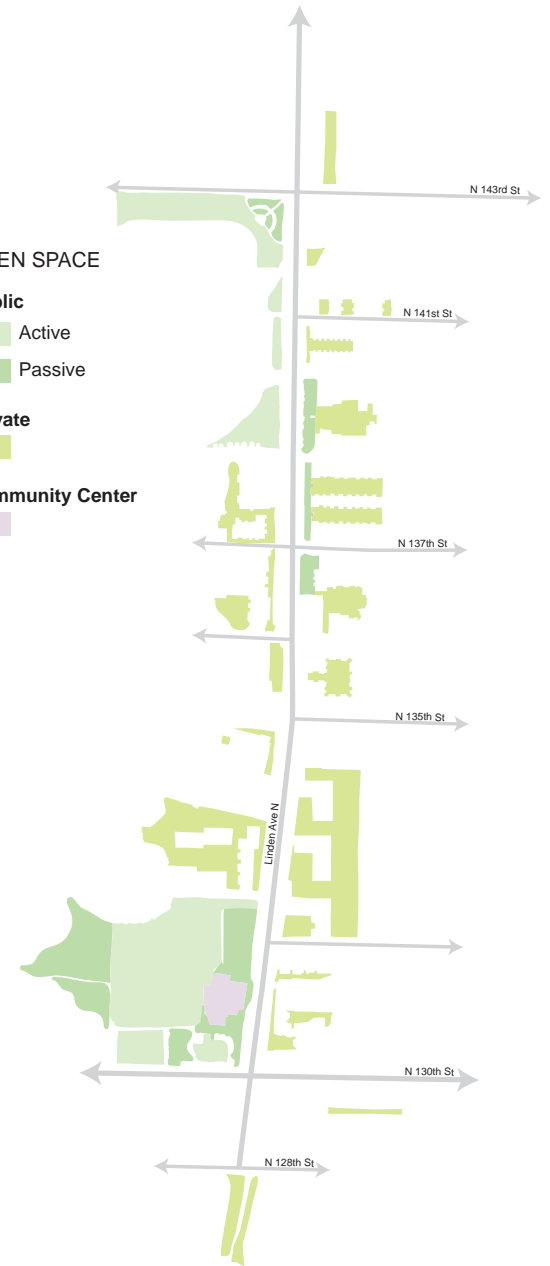 N 143rd St
EN SPACE
olic
N 141st St
Active
Passive
vate
mmunity Center
N 137th St
N 135th St
Linden Ave N
N 130th St
N 128th St